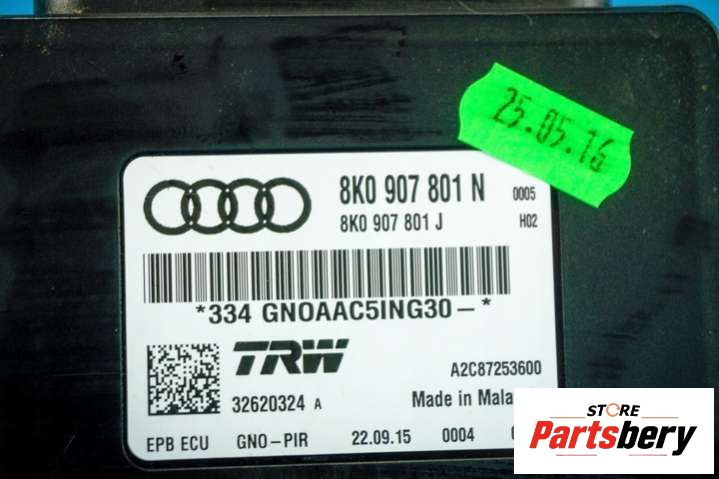 25.05.16
8K0 907 801 N 0005
8K0 907 801 J H02
*334 GNOAAC5ING30-*
TRW
A2C87253600
32620324 A Made in
EPB ECU GNO-PIR 22.09.15 0004
STORE
Partsbery